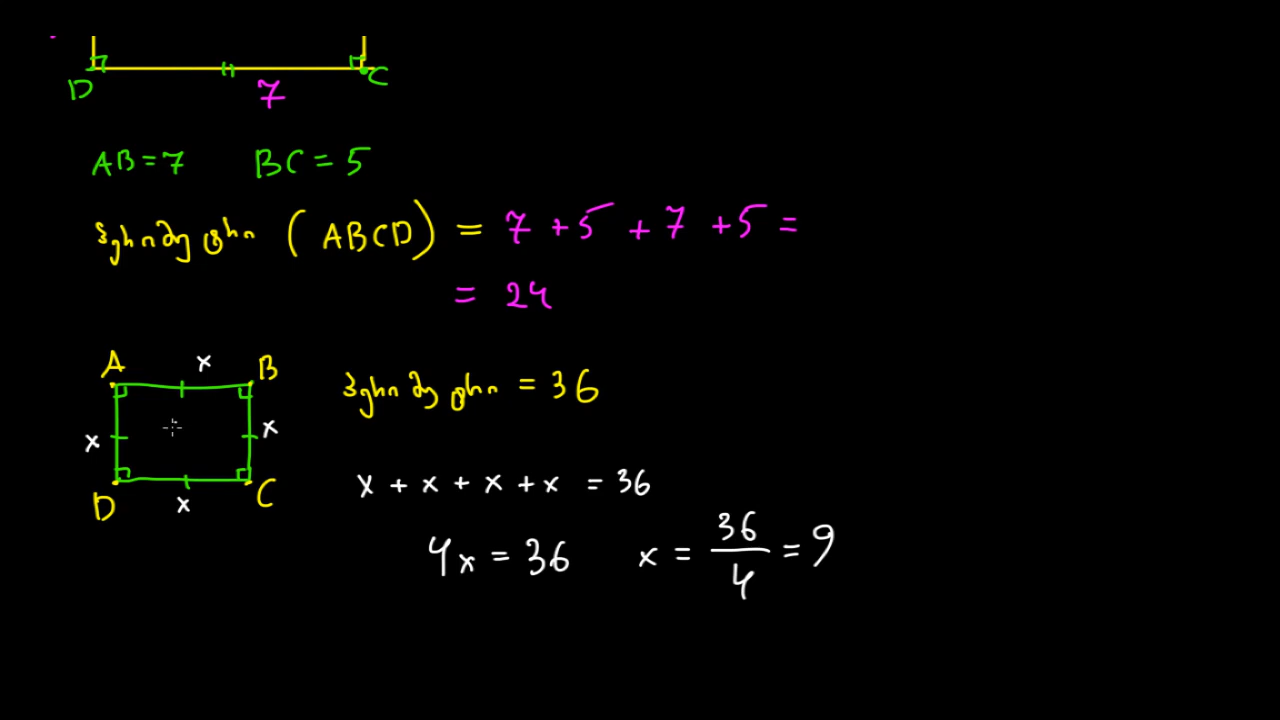 D C
7
AB = 7 BC = 5
პერიმეტრი (ABCD) = 7 + 5 + 7 + 5 =
= 24
A x B
x x
D x C
პერიმეტრი = 36
x + x + x + x = 36
4x = 36 x = 36/4 = 9